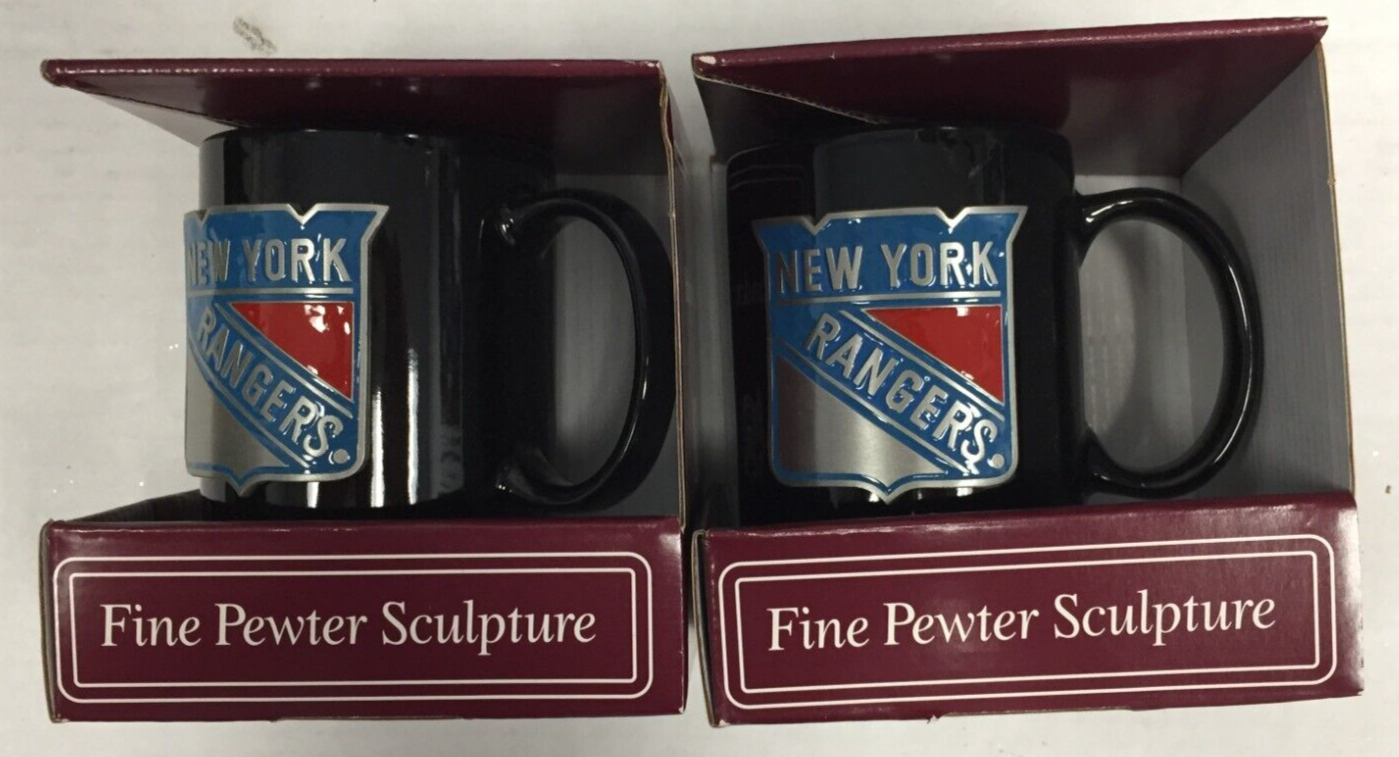 NEW YORK
RANGERS.
Fine Pewter Sculpture
NEW YORK
RANGERS.
Fine Pewter Sculpture